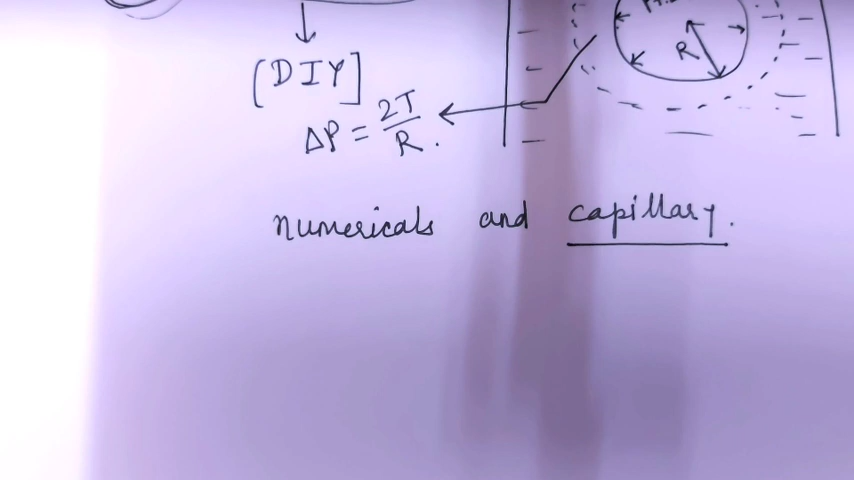 [DIY]
R
ΔP = 2T/R.
numericals and capillary.